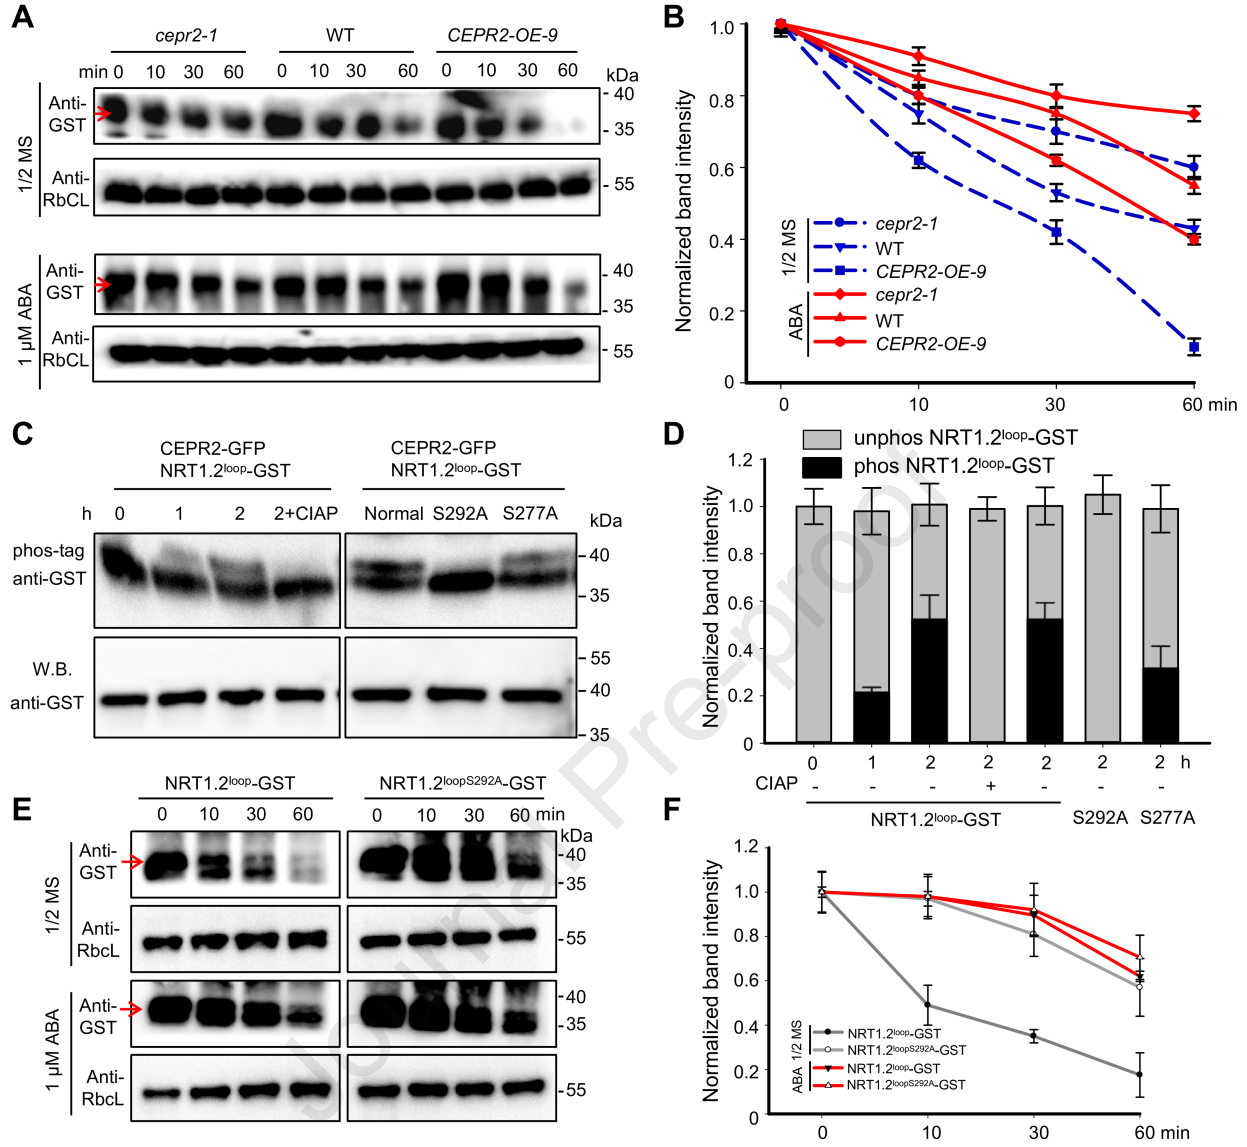 A
cepr2-1 WT CEPR2-OE-9
min 0 10 30 60 0 10 30 60 0 10 30 60 kDa
1/2 MS
Anti-
GST
40
35
Anti-
RbCL
55
1 µM ABA
Anti-
GST
40
35
Anti-
RbCL
55
B
Normalized band intensity
1.0
0.8
0.6
0.4
0.2
0
1/2 MS
cepr2-1
WT
CEPR2-OE-9
ABA
cepr2-1
WT
CEPR2-OE-9
0 10 30 60 min
C
CEPR2-GFP
NRT1.2loop-GST
CEPR2-GFP
NRT1.2loop-GST
h 0 1 2 2+CIAP Normal S292A S277A
kDa
phos-tag
anti-GST
40
35
W.B.
anti-GST
55
40
35
D
unphos NRT1.2loop-GST
phos NRT1.2loop-GST
Normalized band intensity
1.2
1.0
0.8
0.6
0.4
0.2
0
0 1 2 2 2 2 2 h
CIAP - - - + - - -
NRT1.2loop-GST S292A S277A
E
NRT1.2loop-GST NRT1.2loopS292A-GST
0 10 30 60 0 10 30 60 min
kDa
1/2 MS
Anti-
GST
40
35
Anti-
RbcL
55
1 µM ABA
Anti-
GST
40
35
Anti-
RbcL
55
F
Normalized band intensity
1.2
1.0
0.8
0.6
0.4
0.2
0
1/2 MS
NRT1.2loop-GST
NRT1.2loopS292A-GST
ABA
NRT1.2loop-GST
NRT1.2loopS292A-GST
0 10 30 60 min
Journal Pre-proof